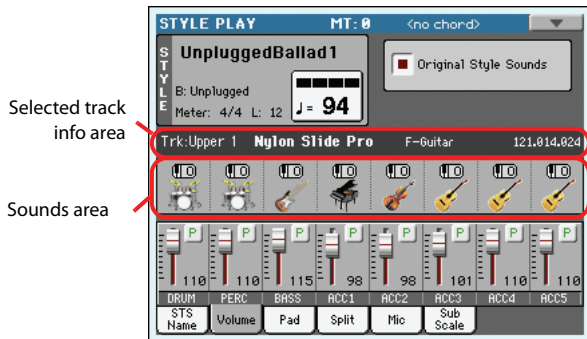 STYLE PLAY MT: 0 <no chord>
STYLE
UnpluggedBallad1
Original Style Sounds
B: Unplugged
Meter: 4/4 L: 12
♩= 94
Selected track
info area
Trk:Upper 1 Nylon Slide Pro F-Guitar 121.014.024
Sounds area
P P P P P P P P
110 110 115 98 98 101 110 110
DRUM PERC BASS ACC1 ACC2 ACC3 ACC4 ACC5
STS Name Volume Pad Split Mic Sub Scale